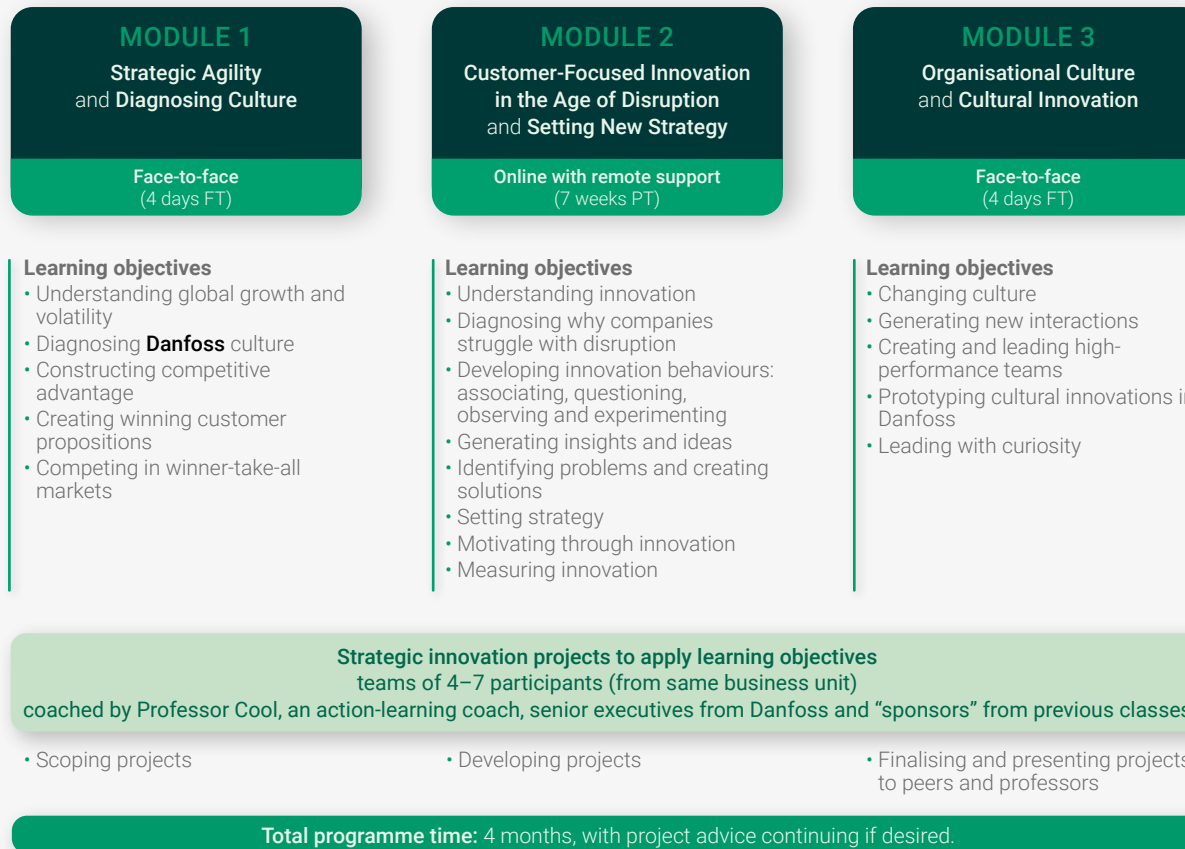 MODULE 1
Strategic Agility
and Diagnosing Culture
Face-to-face
(4 days FT)
MODULE 2
Customer-Focused Innovation
in the Age of Disruption
and Setting New Strategy
Online with remote support
(7 weeks PT)
MODULE 3
Organisational Culture
and Cultural Innovation
Face-to-face
(4 days FT)
Learning objectives
• Understanding global growth and
volatility
• Diagnosing Danfoss culture
• Constructing competitive
advantage
• Creating winning customer
propositions
• Competing in winner-take-all
markets
Learning objectives
• Understanding innovation
• Diagnosing why companies
struggle with disruption
• Developing innovation behaviours:
associating, questioning,
observing and experimenting
• Generating insights and ideas
• Identifying problems and creating
solutions
• Setting strategy
• Motivating through innovation
• Measuring innovation
Learning objectives
• Changing culture
• Generating new interactions
• Creating and leading high-
performance teams
• Prototyping cultural innovations
Danfoss
• Leading with curiosity
Strategic innovation projects to apply learning objectives
teams of 4–7 participants (from same business unit)
coached by Professor Cool, an action-learning coach, senior executives from Danfoss and “sponsors” from previous classes
• Scoping projects
• Developing projects
• Finalising and presenting projects
to peers and professors
Total programme time: 4 months, with project advice continuing if desired.